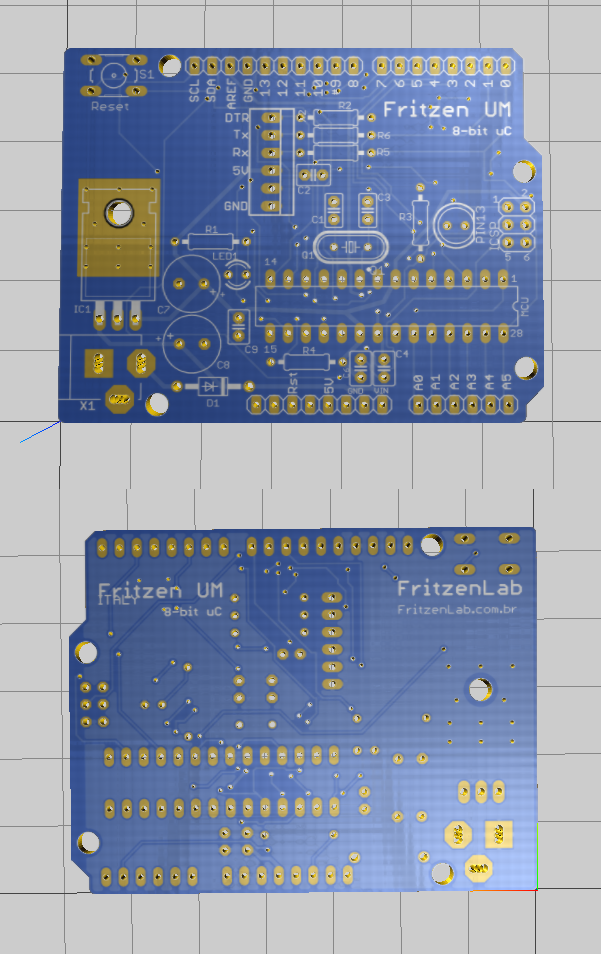 S1
Reset
SCL
SDA
AREF
GND
13
12
11
10
9
8
7
6
5
4
3
2
1
0
Fritzen UM
8-bit uC
DTR
Tx
Rx
5V
GND
R2
R6
R5
C2
C1
C3
R3
PIN13
ICSP
1
2
5 6
R1
LED1
Q1
14
1
MCU
IC1
C7
C8
C9
15
28
R4
C4
Rst
5V
GND
VIN
D1
X1
A0
A1
A2
A3
A4
A5
Fritzen UM
ITALY
8-bit uC
FritzenLab
FritzenLab.com.br